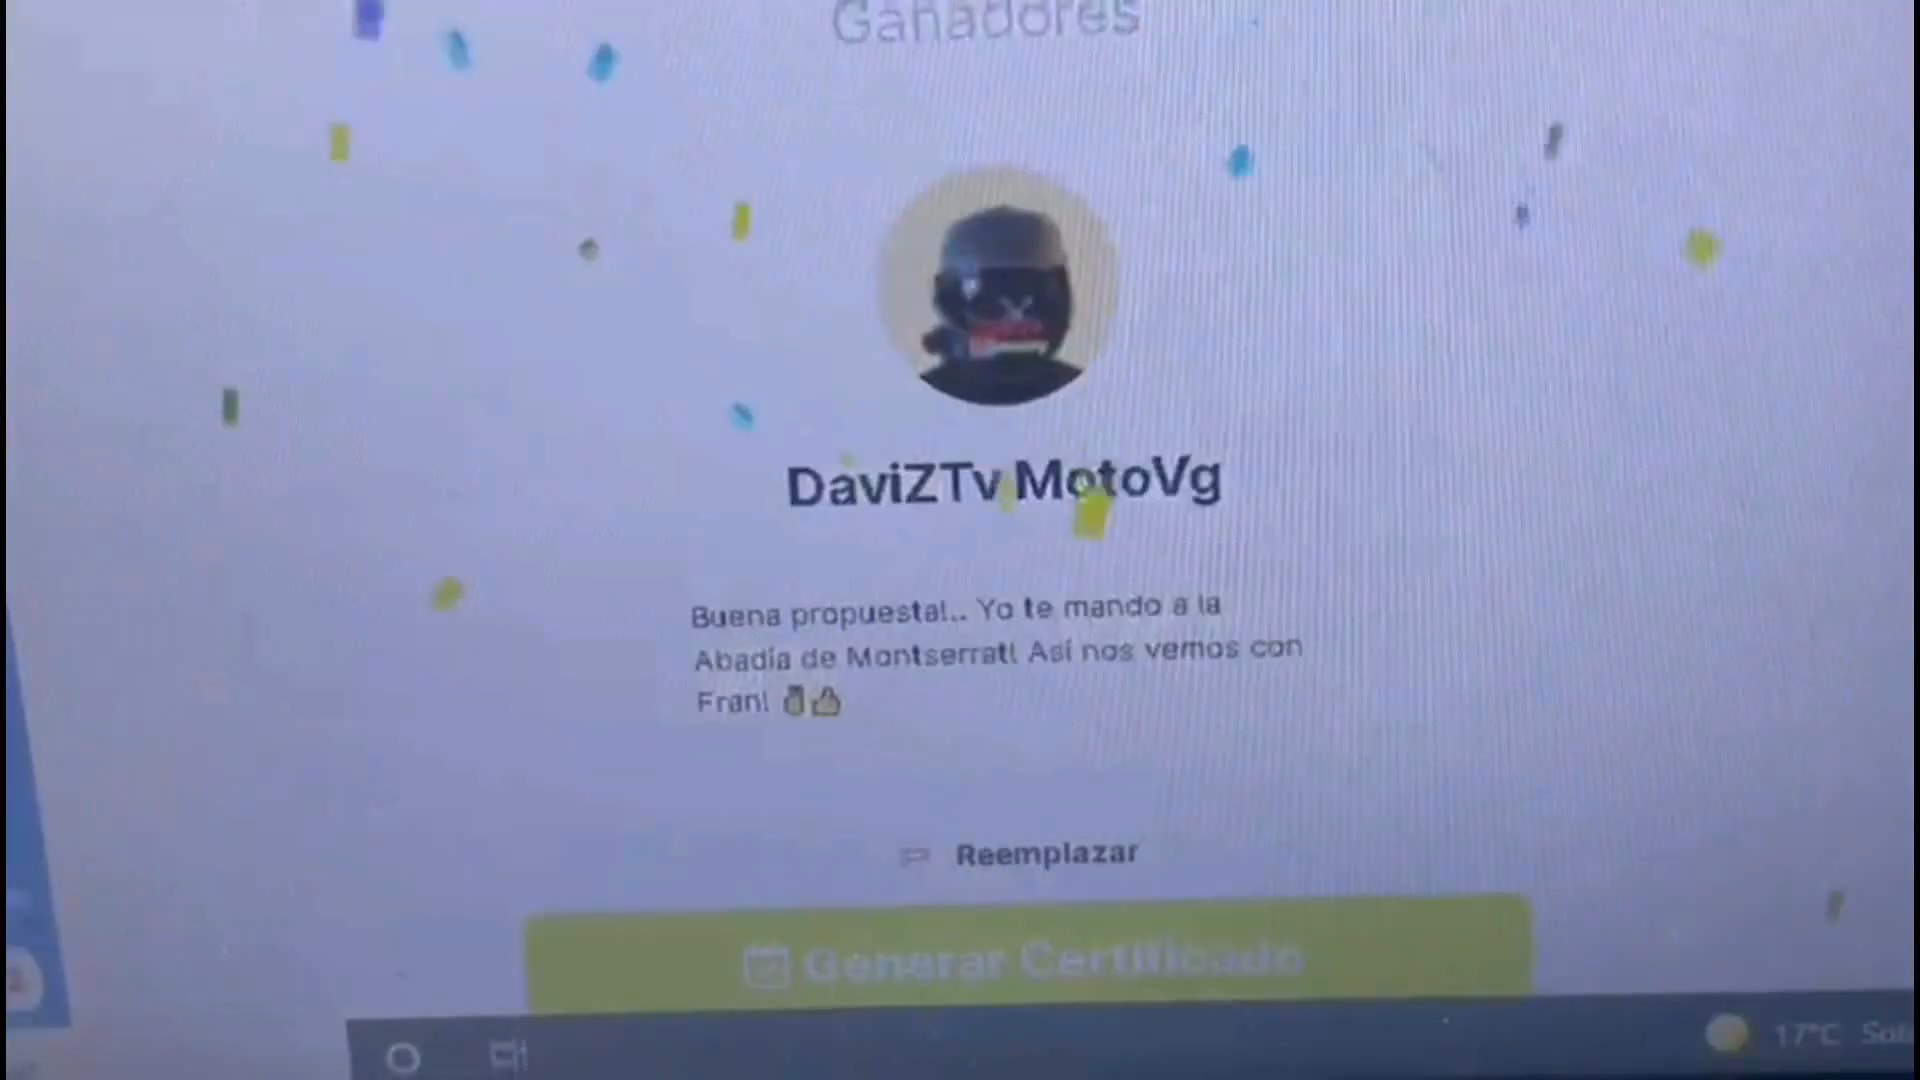 Ganadores
DaviZTv MotoVg
Buena propuesta!.. Yo te mando a la
Abadía de Montserrat! Así nos vemos con
Fran!
Reemplazar
Generar Certificado
17°C